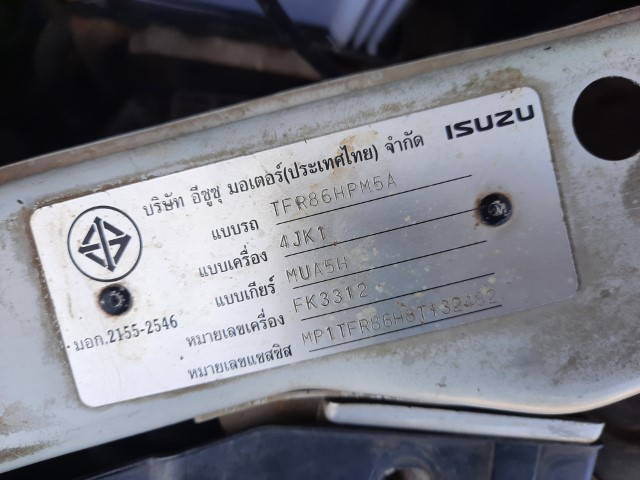 บริษัท อีซูซุ มอเตอร์(ประเทศไทย) จำกัด ISUZU
แบบรถ TFR86HPM5A
แบบเครื่อง 4JK1
แบบเกียร์ MUA5H
หมายเลขเครื่อง FK3312
หมายเลขแชสซิส
มอก.2155-2546